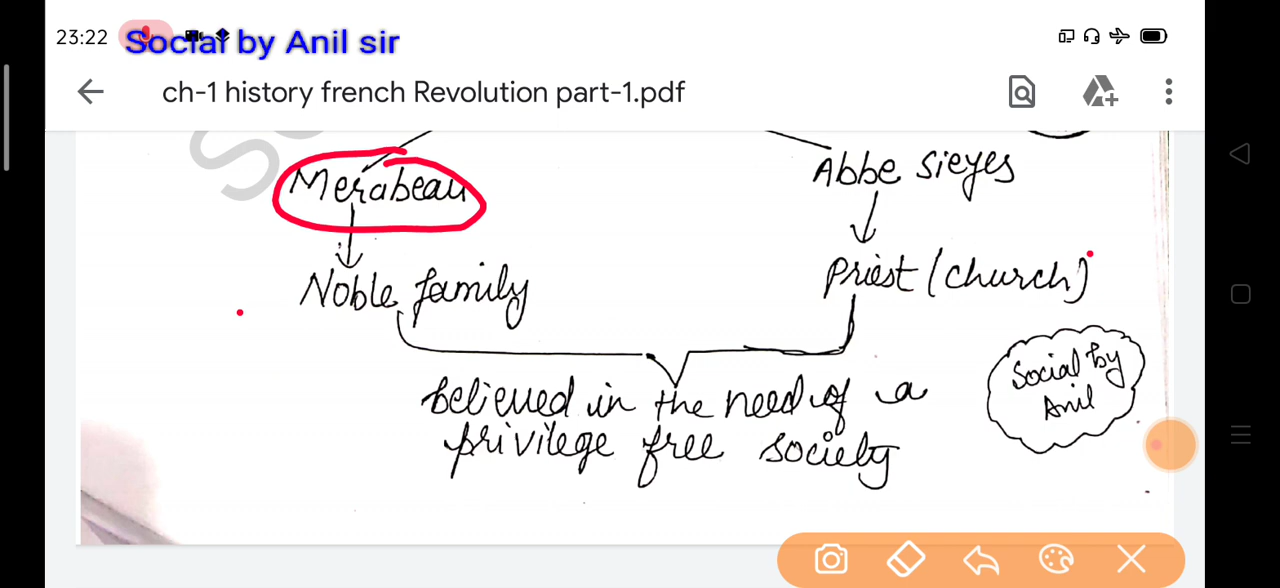 23:22
Social by Anil sir
ch-1 history french Revolution part-1.pdf
Merabeau
Abbe Sieyes
Noble family
Priest (church)
believed in the need of a
privilege free society
Social by
Anil